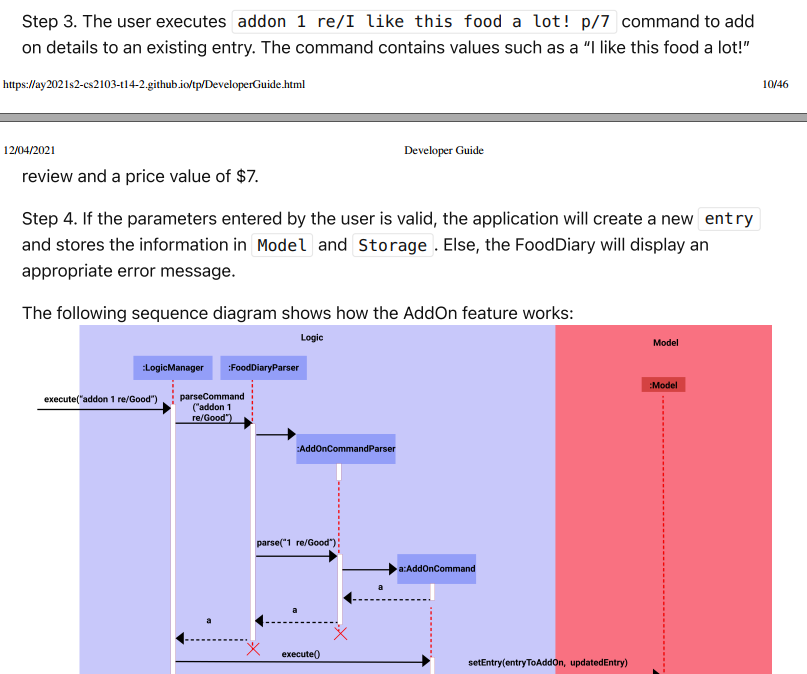 Step 3. The user executes addon 1 re/I like this food a lot! p/7 command to add
on details to an existing entry. The command contains values such as a “I like this food a lot!”
https://ay2021s2-cs2103-t14-2.github.io/tp/DeveloperGuide.html 10/46
12/04/2021 Developer Guide
review and a price value of $7.
Step 4. If the parameters entered by the user is valid, the application will create a new entry
and stores the information in Model and Storage. Else, the FoodDiary will display an
appropriate error message.
The following sequence diagram shows how the AddOn feature works:
Logic
Model
:LogicManager
:FoodDiaryParser
:Model
execute("addon 1 re/Good")
parseCommand
("addon 1
re/Good")
:AddOnCommandParser
parse("1 re/Good")
a:AddOnCommand
a
a
a
execute()
setEntry(entryToAddOn, updatedEntry)